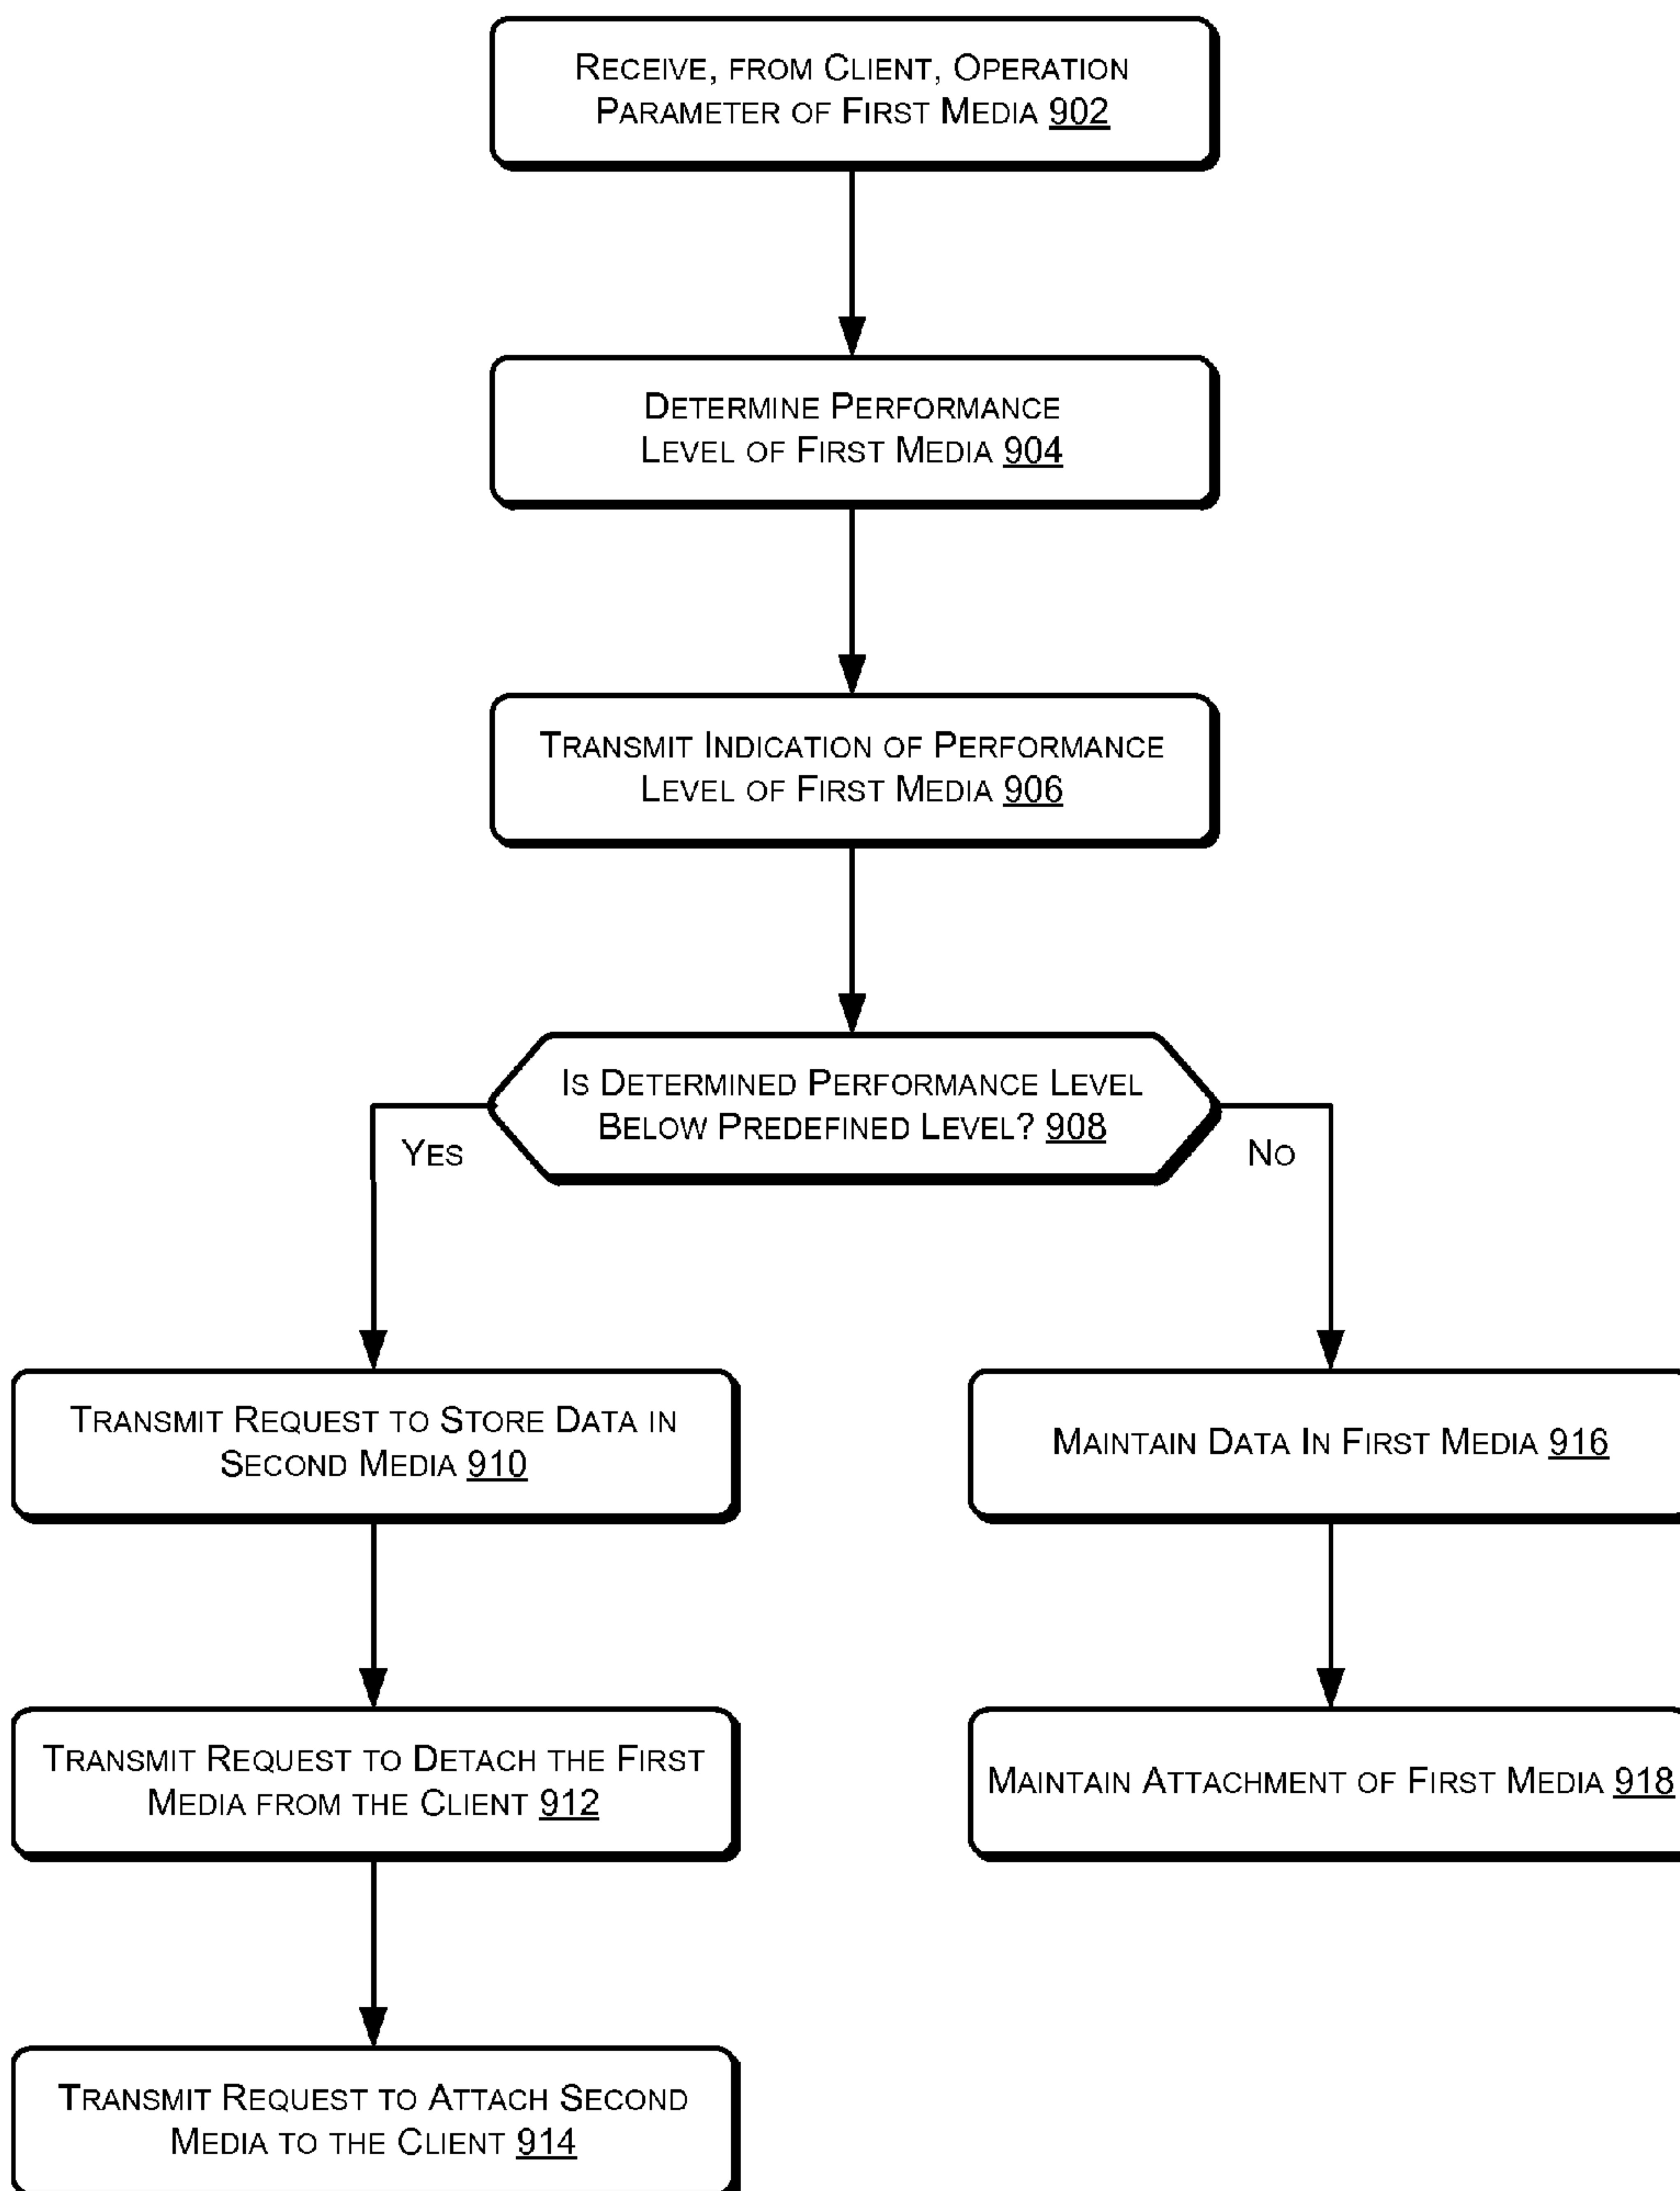 Receive, from Client, Operation
Parameter of First Media 902
Determine Performance
Level of First Media 904
Transmit Indication of Performance
Level of First Media 906
Is Determined Performance Level
Below Predefined Level? 908
Yes
No
Transmit Request to Store Data in
Second Media 910
Maintain Data In First Media 916
Transmit Request to Detach the First
Media from the Client 912
Maintain Attachment of First Media 918
Transmit Request to Attach Second
Media to the Client 914